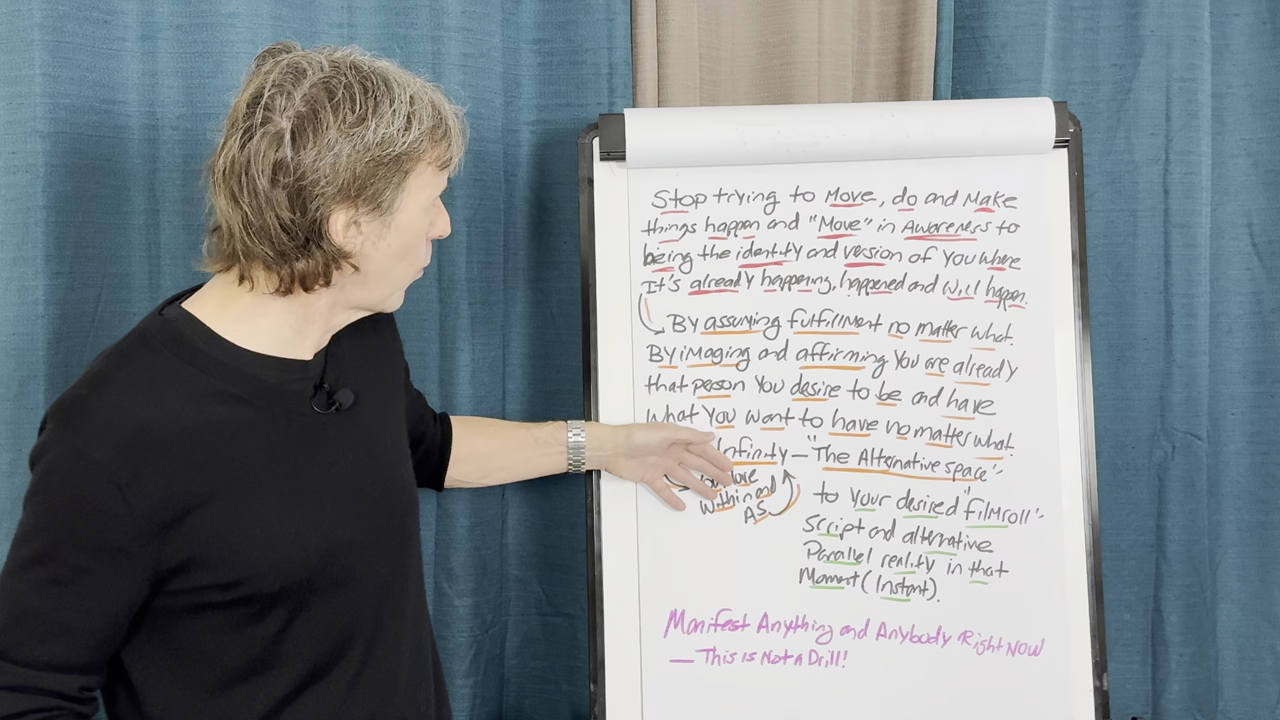 Stop trying to Move, do and Make
things happen and "Move" in Awareness to
being the identity and version of you where
It's already happening, happened and will happen.
By assuming fulfillment no matter what.
By imaging and affirming You are already
that person You desire to be and have
what You want to have no matter what.
nfinity — "The Alternative space"
You Move
within and
AS
to your desired "filmroll"
Script and alternative
Parallel reality in that
Moment (Instant).
Manifest Anything and Anybody Right Now
— This is Not a Drill!